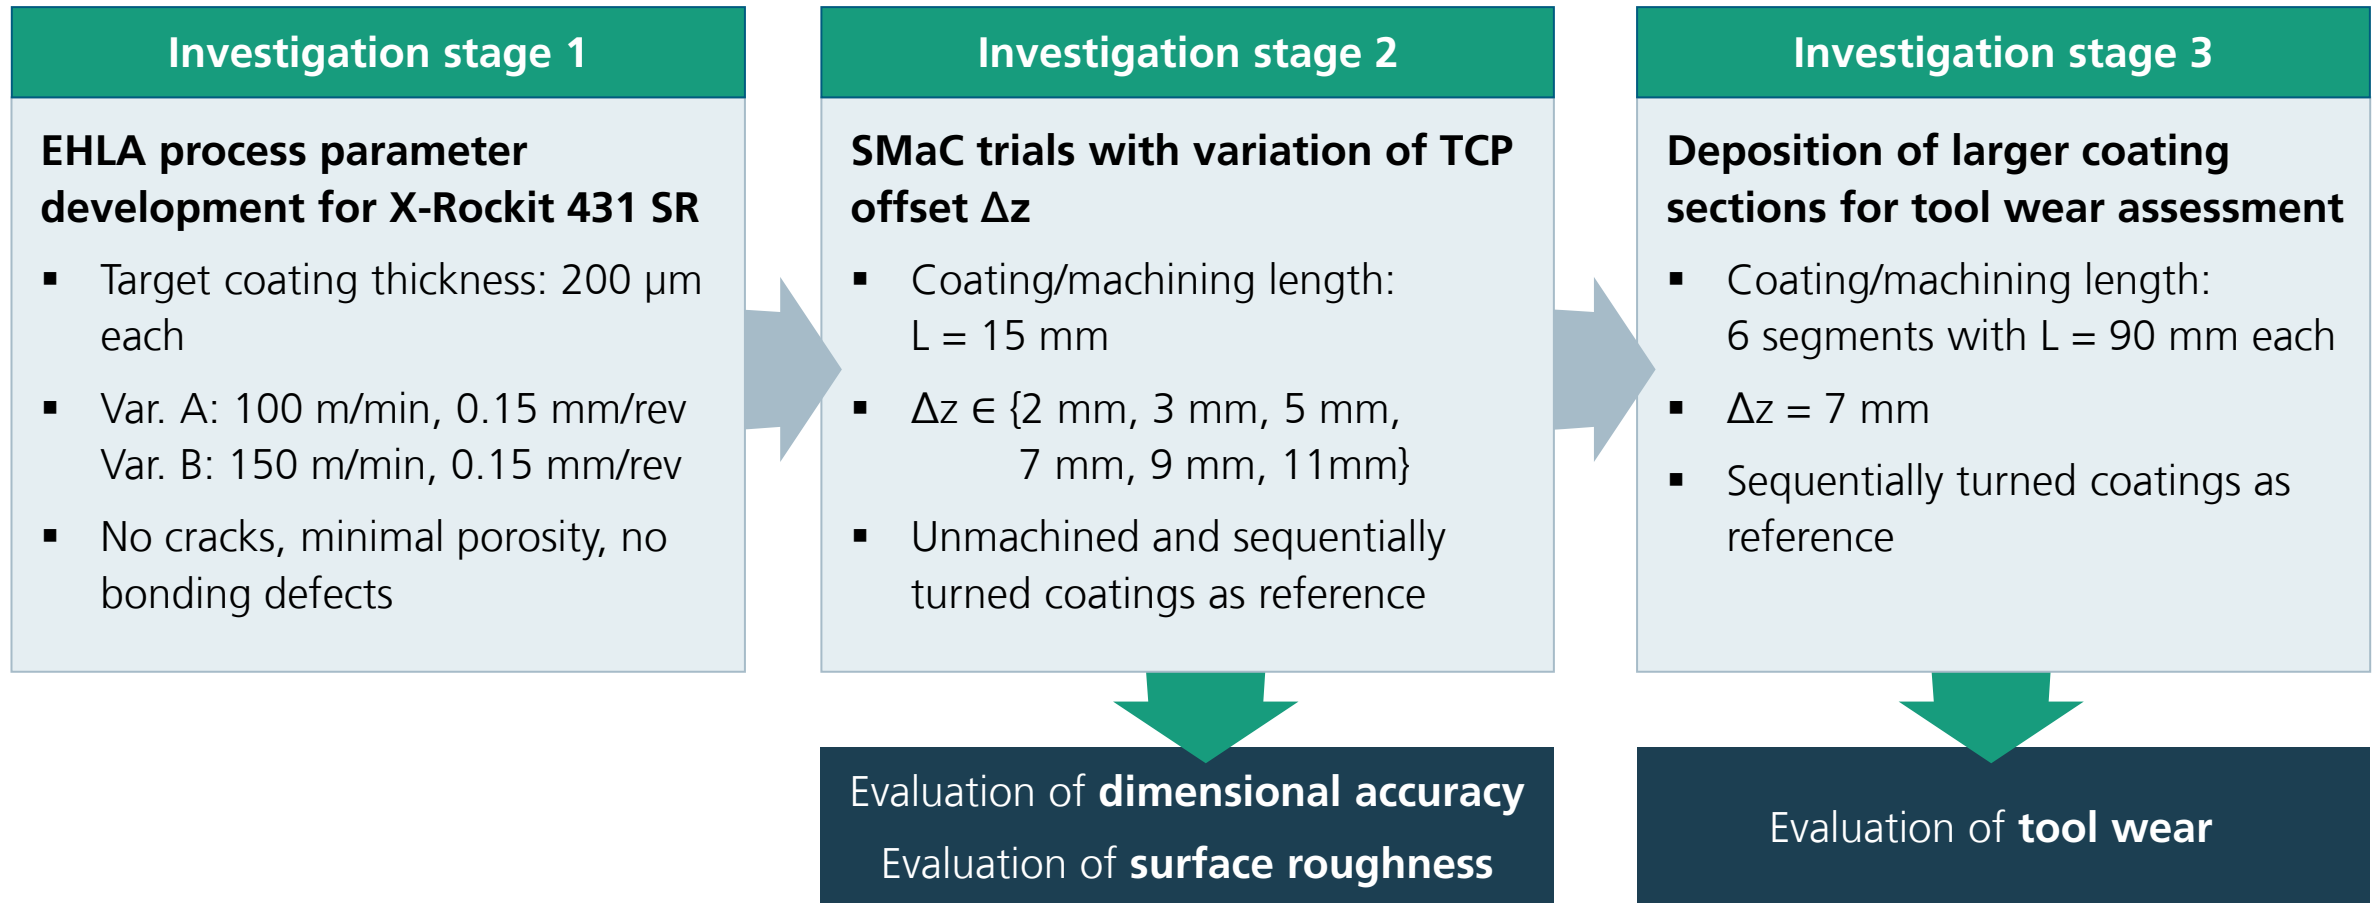 Investigation stage 1
EHLA process parameter
development for X-Rockit 431 SR
▪ Target coating thickness: 200 µm
each
▪ Var. A: 100 m/min, 0.15 mm/rev
Var. B: 150 m/min, 0.15 mm/rev
▪ No cracks, minimal porosity, no
bonding defects
Investigation stage 2
SMaC trials with variation of TCP
offset Δz
▪ Coating/machining length:
L = 15 mm
▪ Δz ∈ {2 mm, 3 mm, 5 mm,
7 mm, 9 mm, 11mm}
▪ Unmachined and sequentially
turned coatings as reference
Evaluation of dimensional accuracy
Evaluation of surface roughness
Investigation stage 3
Deposition of larger coating
sections for tool wear assessment
▪ Coating/machining length:
6 segments with L = 90 mm each
▪ Δz = 7 mm
▪ Sequentially turned coatings as
reference
Evaluation of tool wear